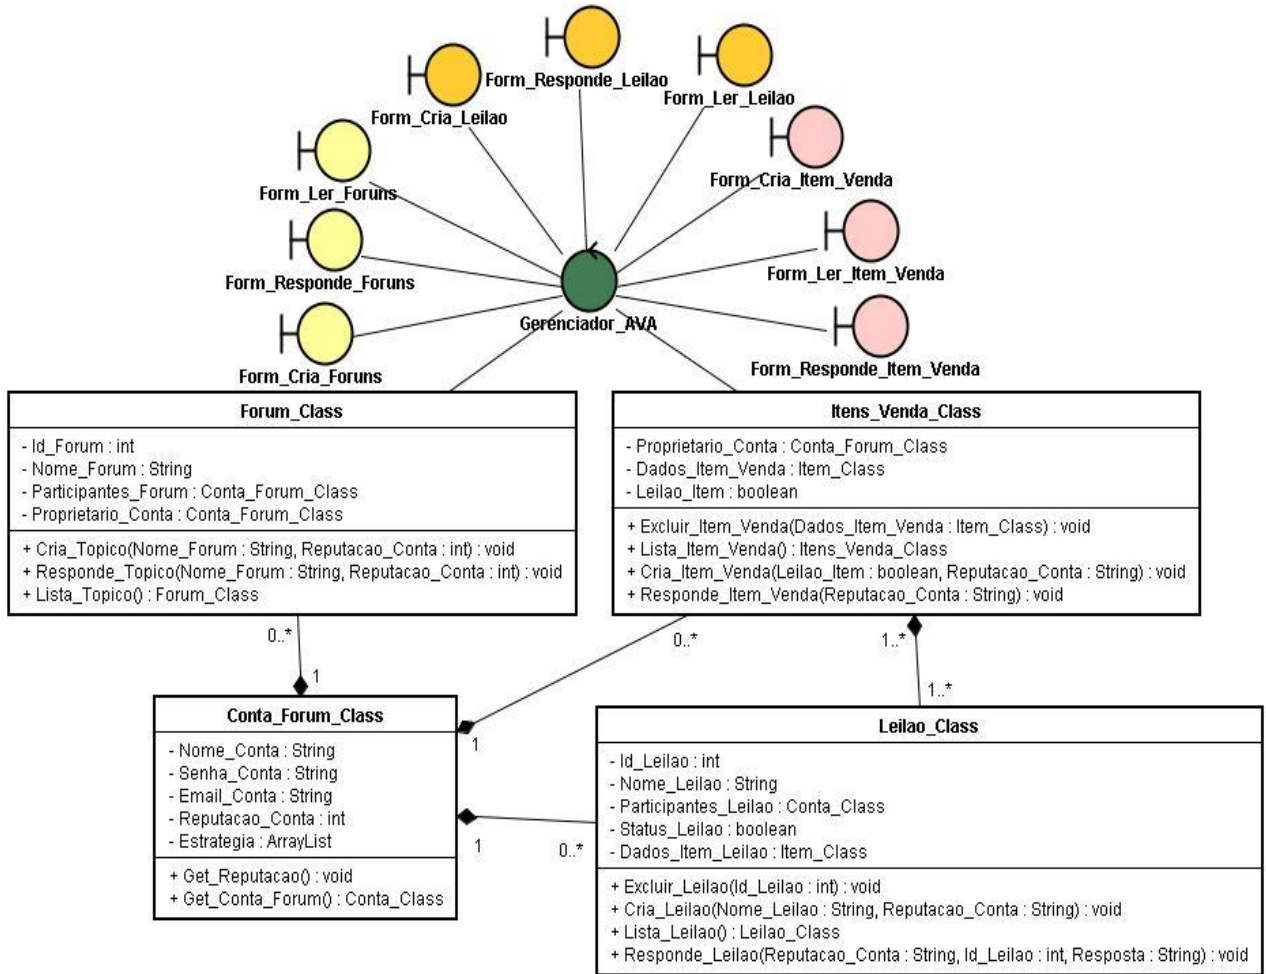 Form_Responde_Leilao
Form_Ler_Leilao
Form_Cria_Leilao
Form_Cria_Item_Venda
Form_Ler_Foruns
Form_Ler_Item_Venda
Form_Responde_Foruns
Gerenciador_AVA
Form_Cria_Foruns
Form_Responde_Item_Venda
Forum_Class
- Id_Forum : int
- Nome_Forum : String
- Participantes_Forum : Conta_Forum_Class
- Proprietario_Conta : Conta_Forum_Class
+ Cria_Topico(Nome_Forum : String, Reputacao_Conta : int) : void
+ Responde_Topico(Nome_Forum : String, Reputacao_Conta : int) : void
+ Lista_Topico() : Forum_Class
Itens_Venda_Class
- Proprietario_Conta : Conta_Forum_Class
- Dados_Item_Venda : Item_Class
- Leilao_Item : boolean
+ Excluir_Item_Venda(Dados_Item_Venda : Item_Class) : void
+ Lista_Item_Venda() : Itens_Venda_Class
+ Cria_Item_Venda(Leilao_Item : boolean, Reputacao_Conta : String) : void
+ Responde_Item_Venda(Reputacao_Conta : String) : void
0..*
1
0..*
1
1..*
1..*
1
0..*
Conta_Forum_Class
- Nome_Conta : String
- Senha_Conta : String
- Email_Conta : String
- Reputacao_Conta : int
- Estrategia : ArrayList
+ Get_Reputacao() : void
+ Get_Conta_Forum() : Conta_Class
Leilao_Class
- Id_Leilao : int
- Nome_Leilao : String
- Participantes_Leilao : Conta_Class
- Status_Leilao : boolean
- Dados_Item_Leilao : Item_Class
+ Excluir_Leilao(Id_Leilao : int) : void
+ Cria_Leilao(Nome_Leilao : String, Reputacao_Conta : String) : void
+ Lista_Leilao() : Leilao_Class
+ Responde_Leilao(Reputacao_Conta : String, Id_Leilao : int, Resposta : String) : void